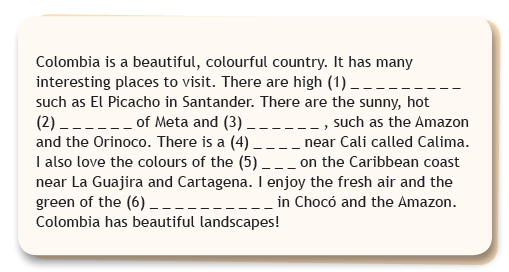 Colombia is a beautiful, colourful country. It has many
interesting places to visit. There are high (1) _ _ _ _ _ _ _ _ _
such as El Picacho in Santander. There are the sunny, hot
(2) _ _ _ _ _ _ of Meta and (3) _ _ _ _ _ _ , such as the Amazon
and the Orinoco. There is a (4) _ _ _ _ near Cali called Calima.
I also love the colours of the (5) _ _ _ on the Caribbean coast
near La Guajira and Cartagena. I enjoy the fresh air and the
green of the (6) _ _ _ _ _ _ _ _ _ _ in Chocó and the Amazon.
Colombia has beautiful landscapes!